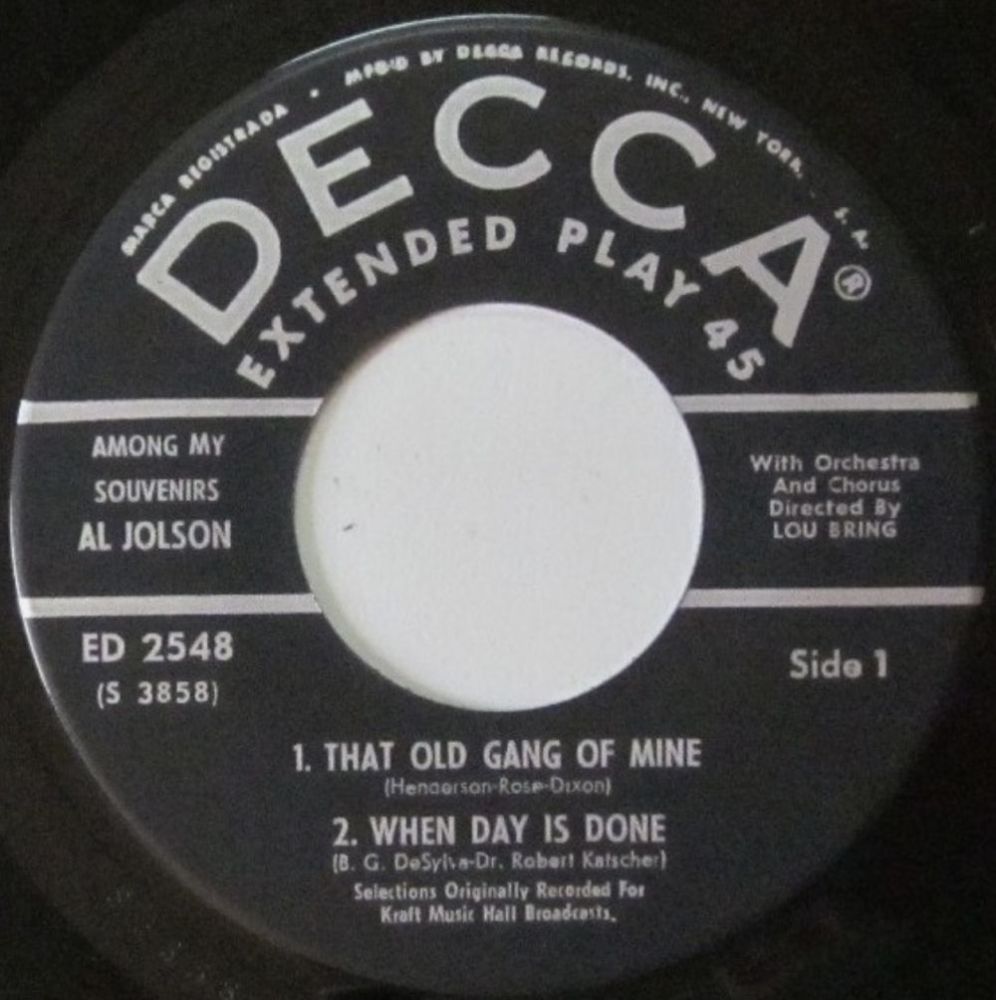 MARCA REGISTRADA • MFG'D BY DECCA RECORDS, INC., NEW YORK, S. A.
DECCA®
EXTENDED PLAY 45
AMONG MY
SOUVENIRS
AL JOLSON
With Orchestra
And Chorus
Directed By
LOU BRING
ED 2548
(S 3858)
Side 1
1. THAT OLD GANG OF MINE
(Henderson-Rose-Dixon)
2. WHEN DAY IS DONE
(B. G. DeSylva-Dr. Robert Katscher)
Selections Originally Recorded For
Kraft Music Hall Broadcasts.